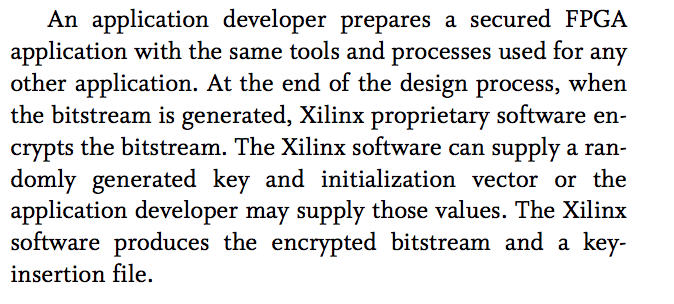 An application developer prepares a secured FPGA
application with the same tools and processes used for any
other application. At the end of the design process, when
the bitstream is generated, Xilinx proprietary software en-
crypts the bitstream. The Xilinx software can supply a ran-
domly generated key and initialization vector or the
application developer may supply those values. The Xilinx
software produces the encrypted bitstream and a key-
insertion file.